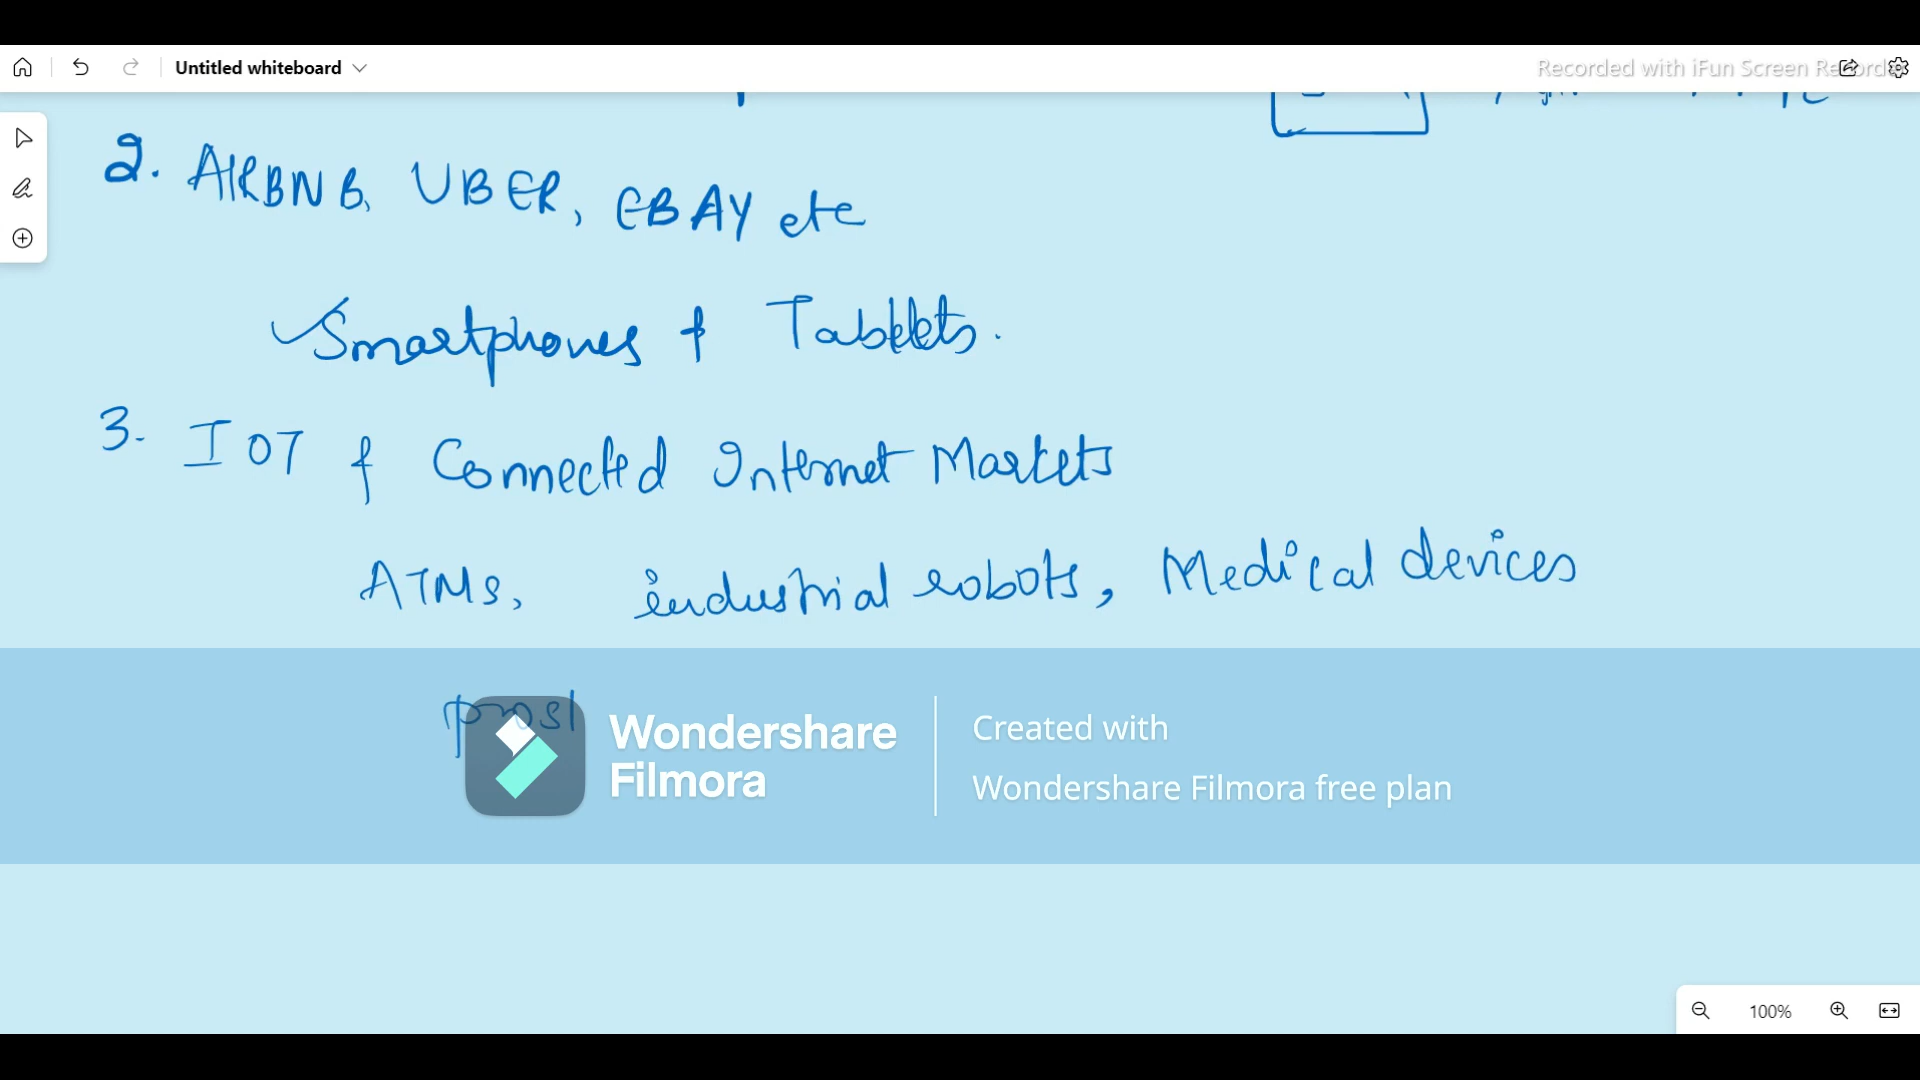 Untitled whiteboard
Recorded with iFun Screen Recorde
2. AIRBNB, UBER, EBAY etc
Smartphones & Tablets.
3. IOT & Connected Internet Markets
ATMs, industrial robots, Medical devices
Wondershare
Filmora
Created with
Wondershare Filmora free plan
100%